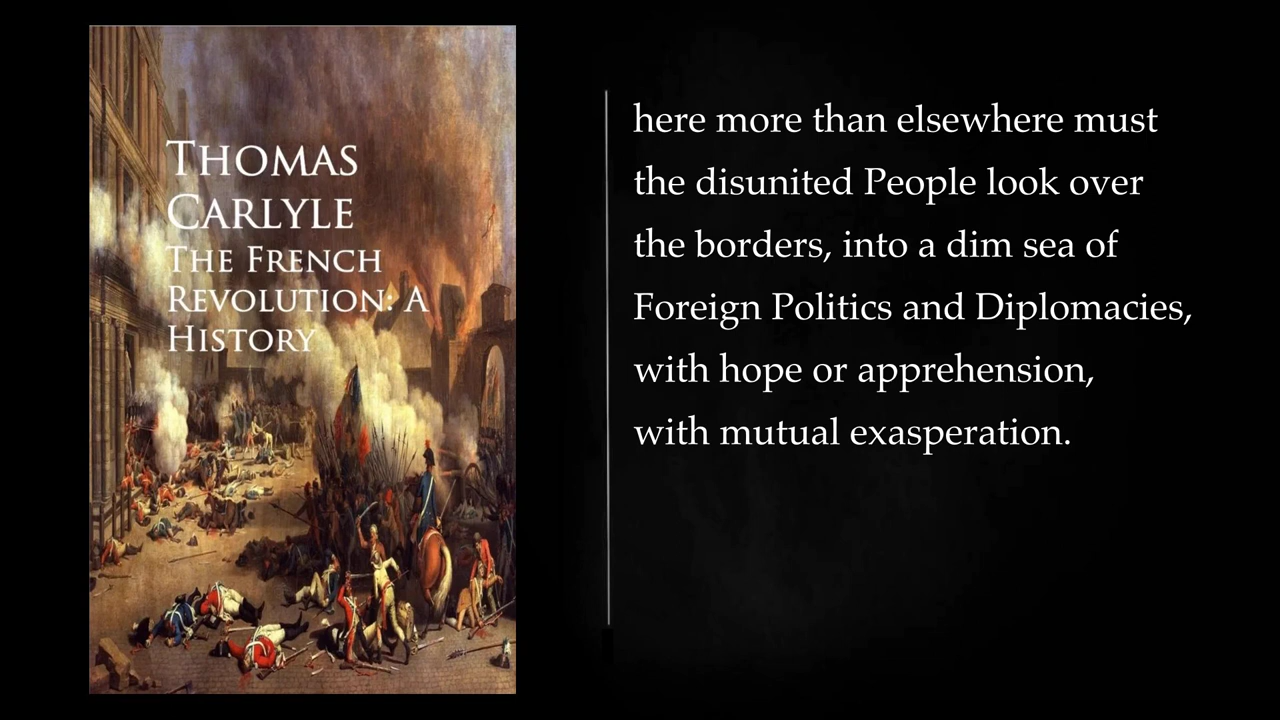 THOMAS
CARLYLE
THE FRENCH
REVOLUTION: A
HISTORY
here more than elsewhere must
the disunited People look over
the borders, into a dim sea of
Foreign Politics and Diplomacies,
with hope or apprehension,
with mutual exasperation.